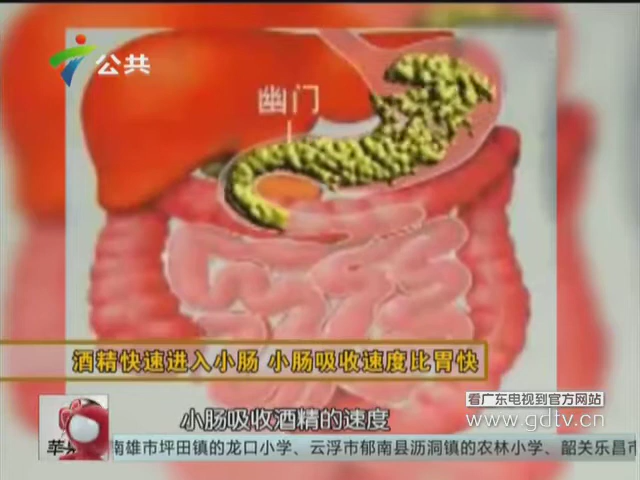 公共
幽门
酒精快速进入小肠 小肠吸收速度比胃快
看广东电视到官方网站
www.gdtv.cn
小肠吸收酒精的速度
南雄市坪田镇的龙口小学、云浮市郁南县沥洞镇的农林小学、韶关乐昌市